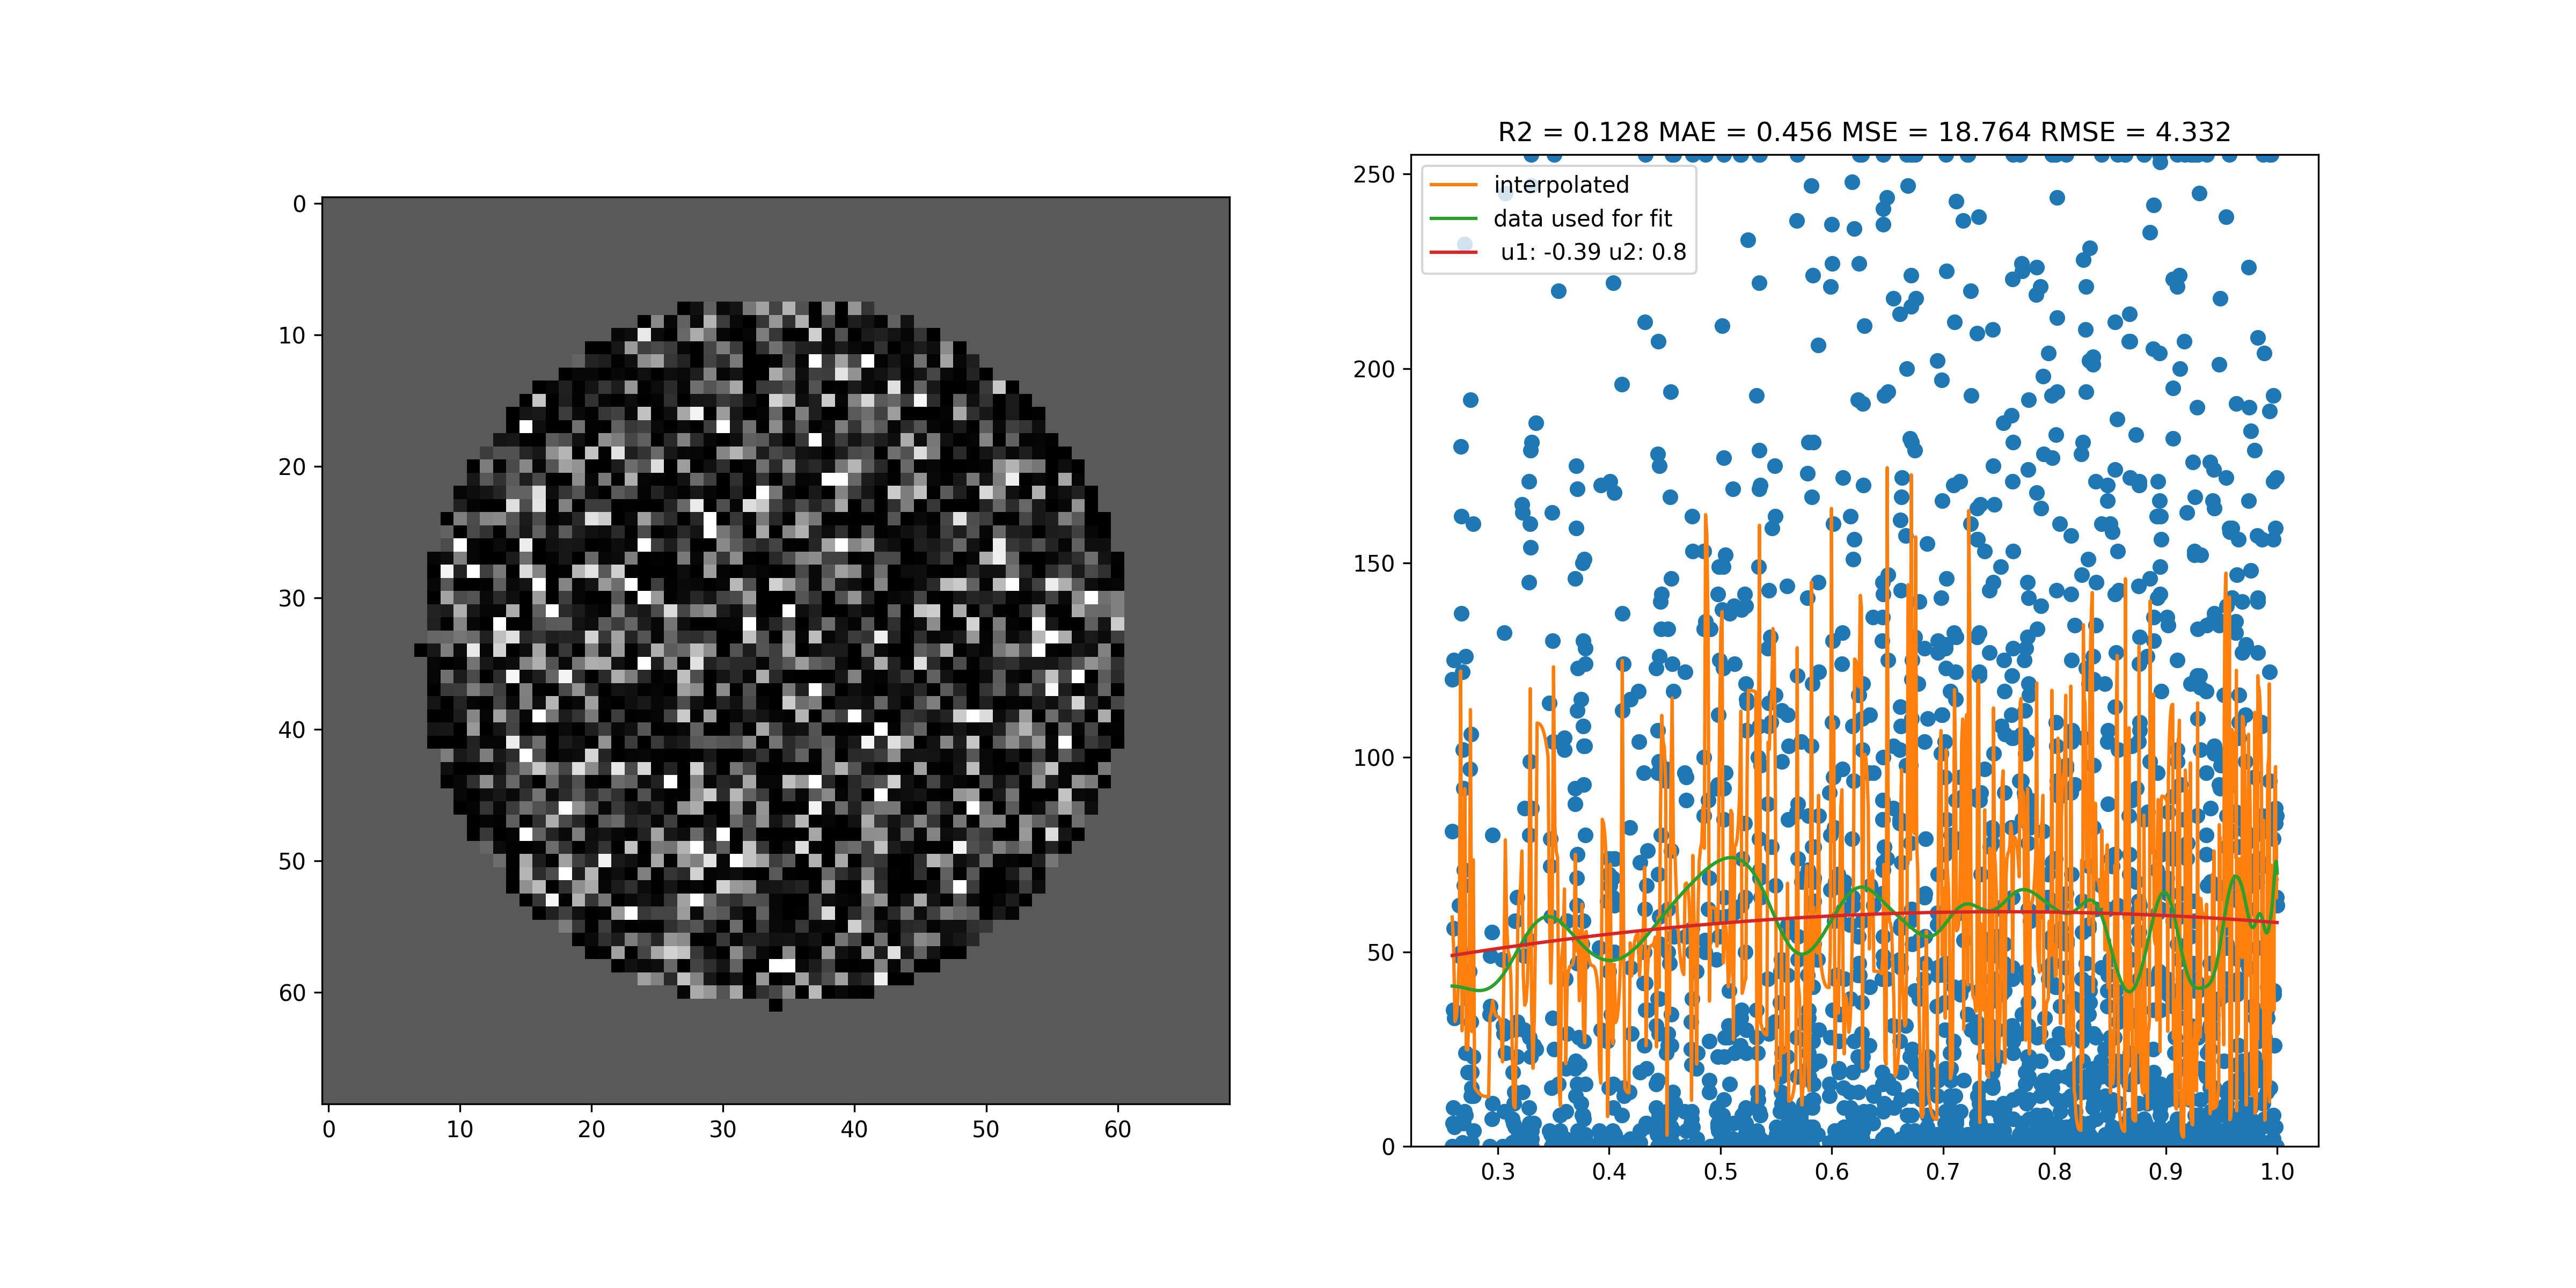 R2 = 0.128 MAE = 0.456 MSE = 18.764 RMSE = 4.332
0
10
20
30
40
50
60
0 10 20 30 40 50 60
250
200
150
100
50
0
interpolated
data used for fit
u1: -0.39 u2: 0.8
0.3 0.4 0.5 0.6 0.7 0.8 0.9 1.0